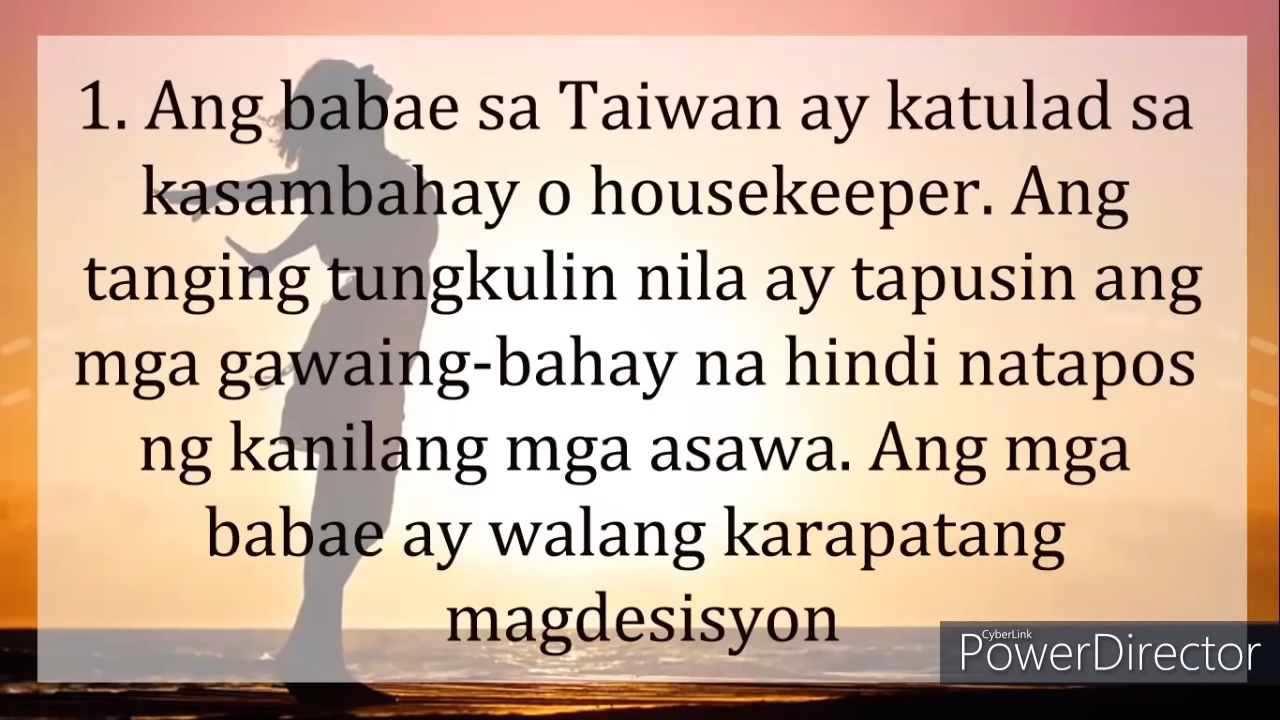 1. Ang babae sa Taiwan ay katulad sa
kasambahay o housekeeper. Ang
tanging tungkulin nila ay tapusin ang
mga gawaing-bahay na hindi natapos
ng kanilang mga asawa. Ang mga
babae ay walang karapatang
magdesisyon
CyberLink
PowerDirector